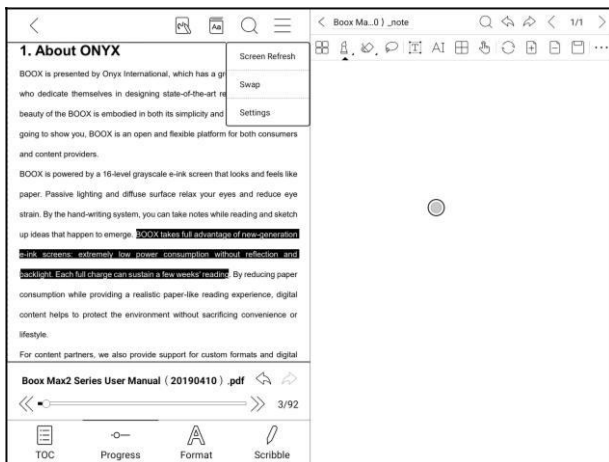 Boox Ma...0 ) _note
1/1
Aa
1. About ONYX
Screen Refresh
Swap
Settings
BOOX is presented by Onyx International, which has a gr
who dedicate themselves in designing state-of-the-art re
beauty of the BOOX is embodied in both its simplicity and
going to show you, BOOX is an open and flexible platform for both consumers
and content providers.
BOOX is powered by a 16-level grayscale e-ink screen that looks and feels like
paper. Passive lighting and diffuse surface relax your eyes and reduce eye
strain. By the hand-writing system, you can take notes while reading and sketch
up ideas that happen to emerge. BOOX takes full advantage of new-generation
e-ink screens: extremely low power consumption without reflection and
backlight. Each full charge can sustain a few weeks' reading. By reducing paper
consumption while providing a realistic paper-like reading experience, digital
content helps to protect the environment without sacrificing convenience or
lifestyle.
For content partners, we also provide support for custom formats and digital
Boox Max2 Series User Manual ( 20190410 ) .pdf
3/92
TOC Progress Format Scribble